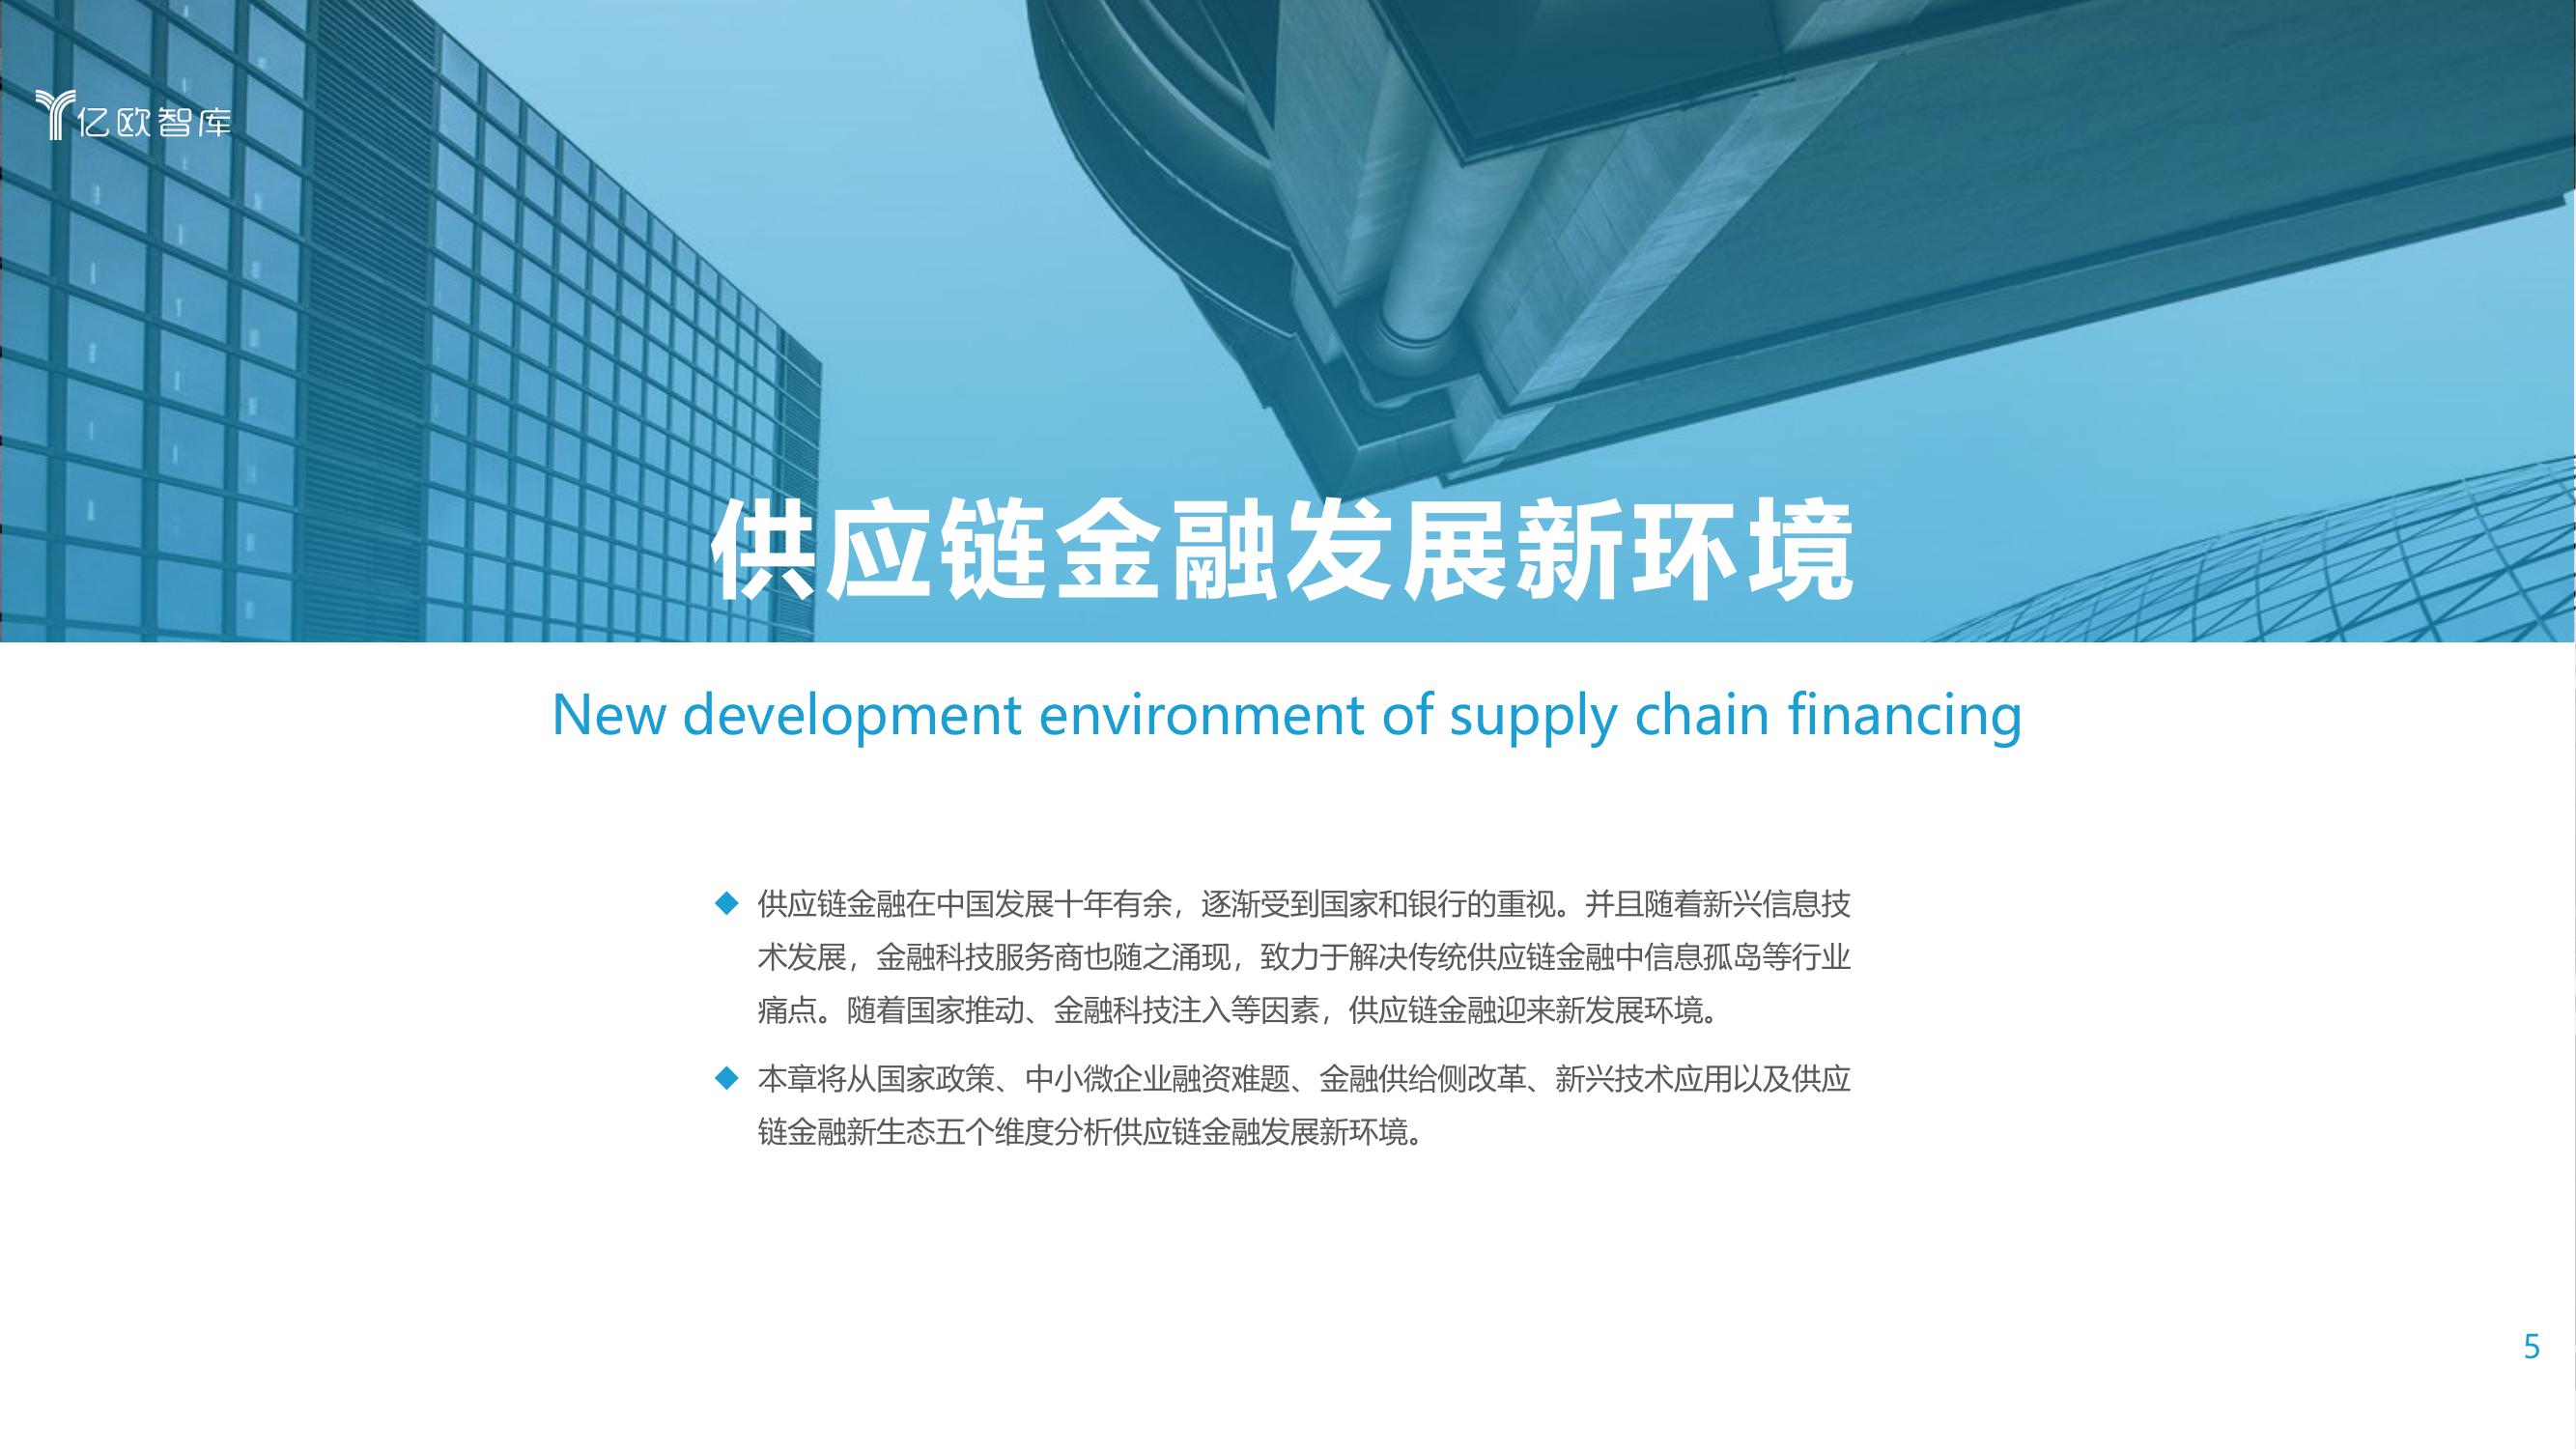 亿欧智库
供应链金融发展新环境
New development environment of supply chain financing
◆ 供应链金融在中国发展十年有余，逐渐受到国家和银行的重视。并且随着新兴信息技
术发展，金融科技服务商也随之涌现，致力于解决传统供应链金融中信息孤岛等行业
痛点。随着国家推动、金融科技注入等因素，供应链金融迎来新发展环境。
◆ 本章将从国家政策、中小微企业融资难题、金融供给侧改革、新兴技术应用以及供应
链金融新生态五个维度分析供应链金融发展新环境。
5